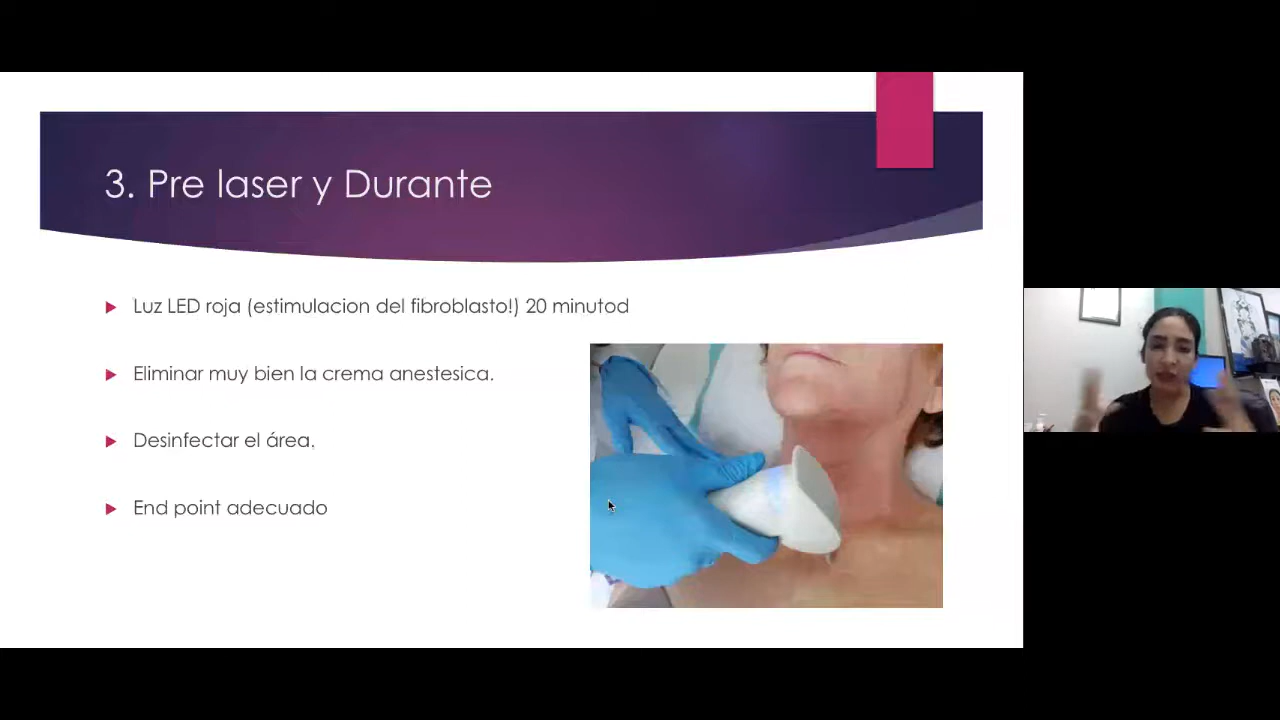 3. Pre laser y Durante
Luz LED roja (estimulacion del fibroblasto!) 20 minutod
Eliminar muy bien la crema anestesica.
Desinfectar el área.
End point adecuado